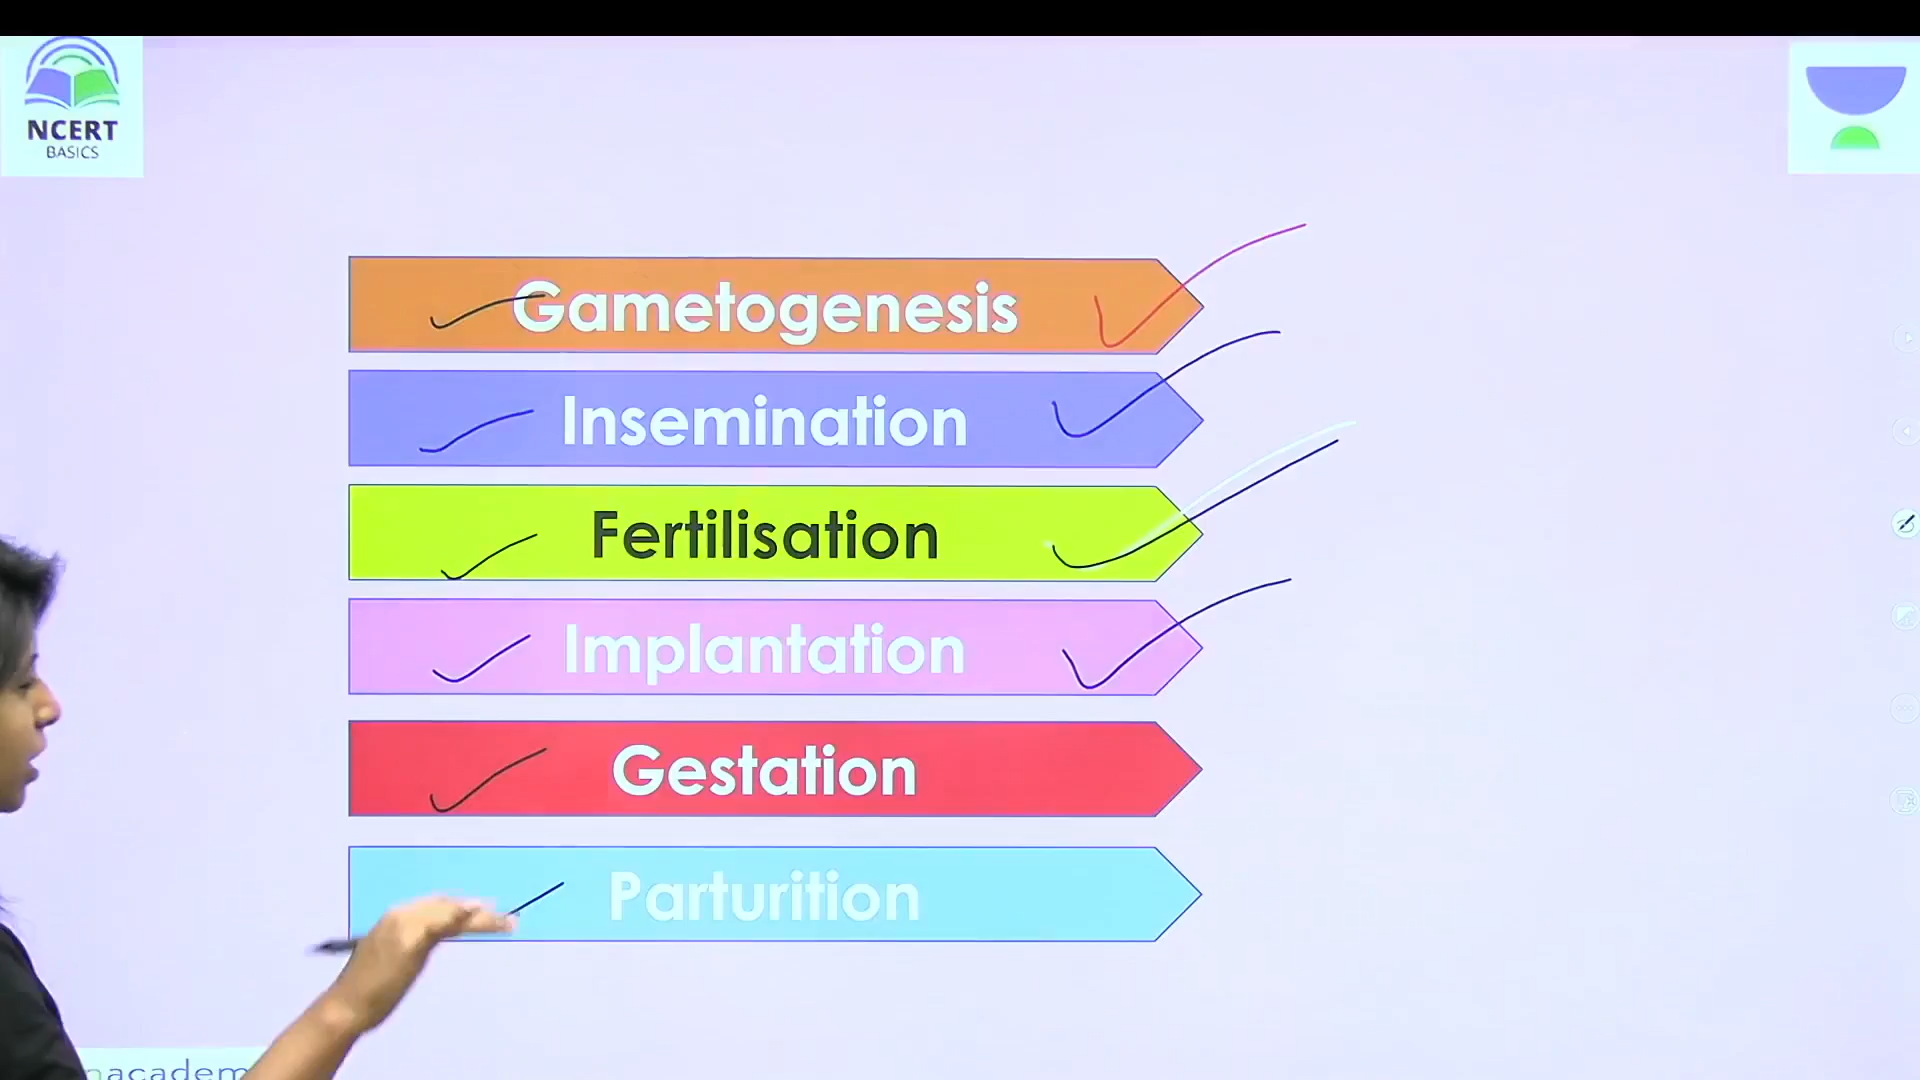 NCERT
BASICS
Gametogenesis
Insemination
Fertilisation
Implantation
Gestation
Parturition